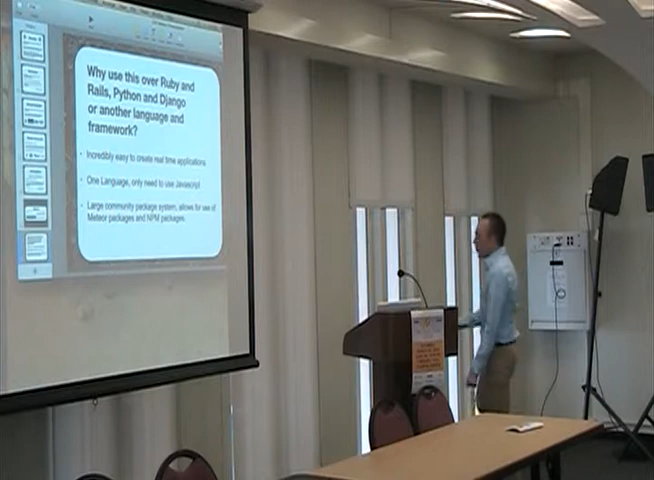 Why use this over Ruby and
Rails, Python and Django
or another language and
framework?
Incredibly easy to create real time applications
One Language, only need to use Javascript
Large community package system, allows for use of
Meteor packages and NPM packages.